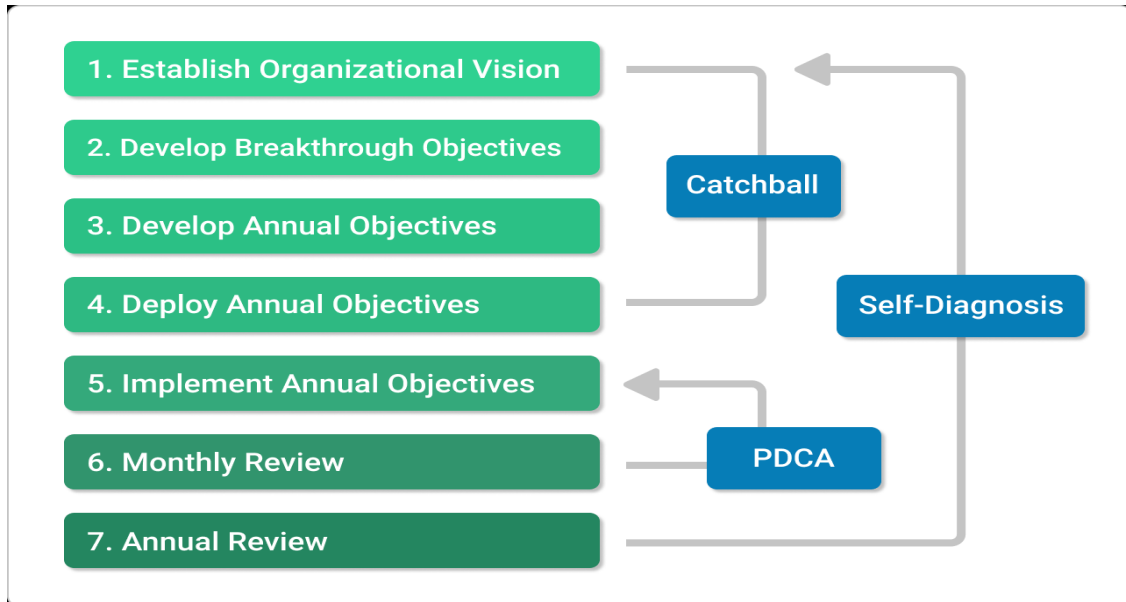 1. Establish Organizational Vision
2. Develop Breakthrough Objectives
3. Develop Annual Objectives
4. Deploy Annual Objectives
5. Implement Annual Objectives
6. Monthly Review
7. Annual Review
Catchball
Self-Diagnosis
PDCA